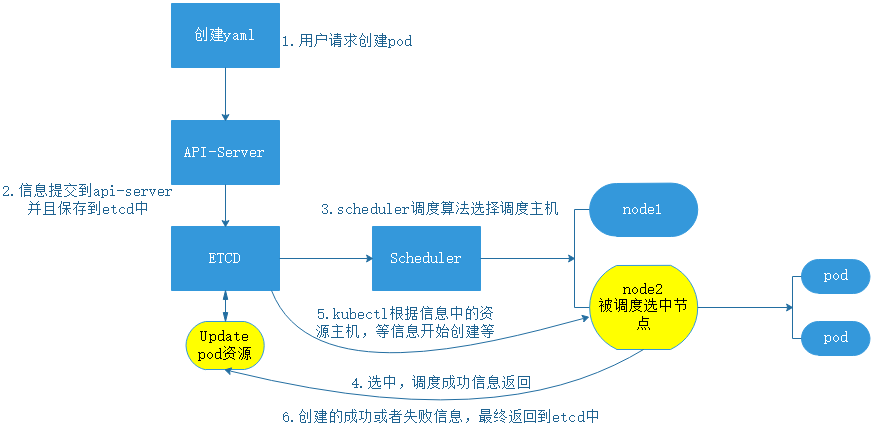 创建yaml
1.用户请求创建pod
API-Server
2.信息提交到api-server
并且保存到etcd中
3.scheduler调度算法选择调度主机
node1
ETCD
Scheduler
node2
被调度选中节
点
pod
pod
5.kubectl根据信息中的资
源主机，等信息开始创建等
Update
pod资源
4.选中，调度成功信息返回
6.创建的成功或者失败信息，最终返回到etcd中